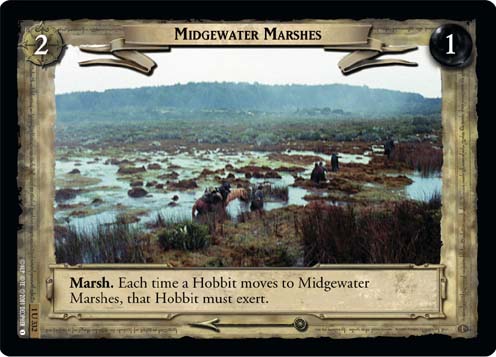 2
MIDGEWATER MARSHES
1
Marsh. Each time a Hobbit moves to Midgewater
Marshes, that Hobbit must exert.